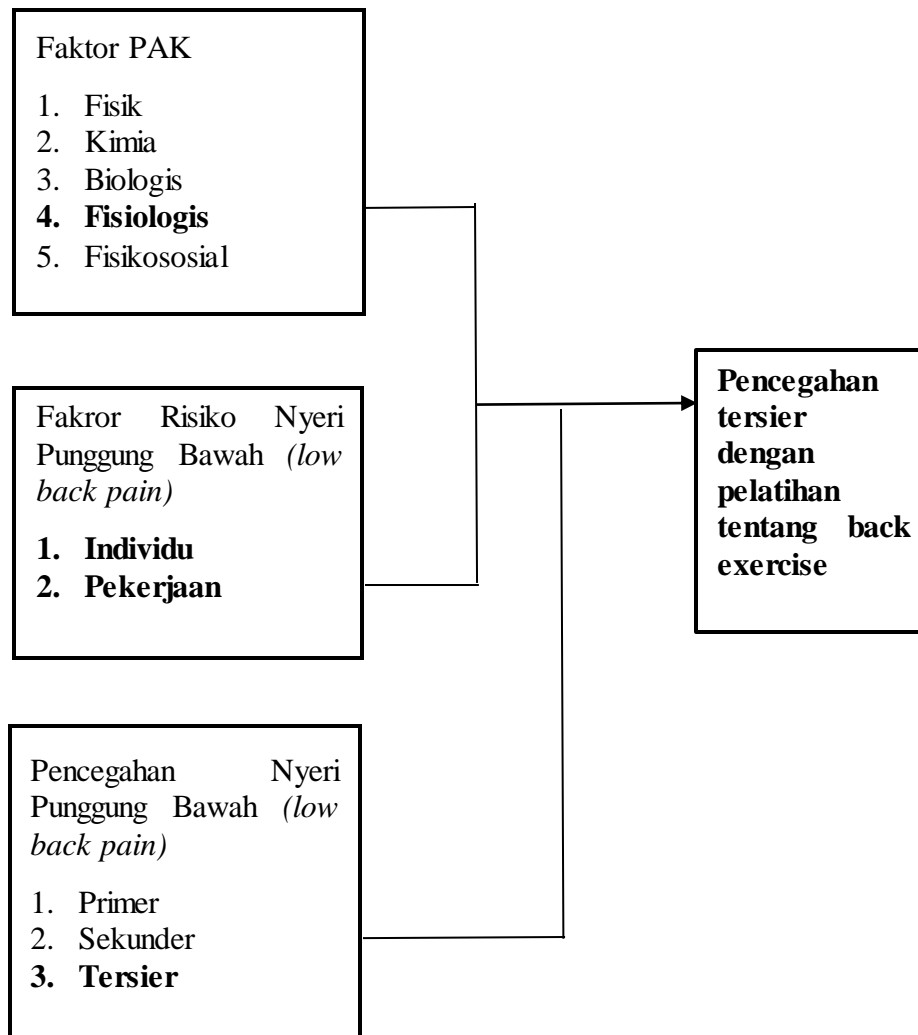 Faktor PAK
1. Fisik
2. Kimia
3. Biologis
4. Fisiologis
5. Fisikososial
Fakror Risiko Nyeri
Punggung Bawah (low
back pain)
1. Individu
2. Pekerjaan
Pencegahan Nyeri
Punggung Bawah (low
back pain)
1. Primer
2. Sekunder
3. Tersier
Pencegahan
tersier
dengan
pelatihan
tentang back
exercise